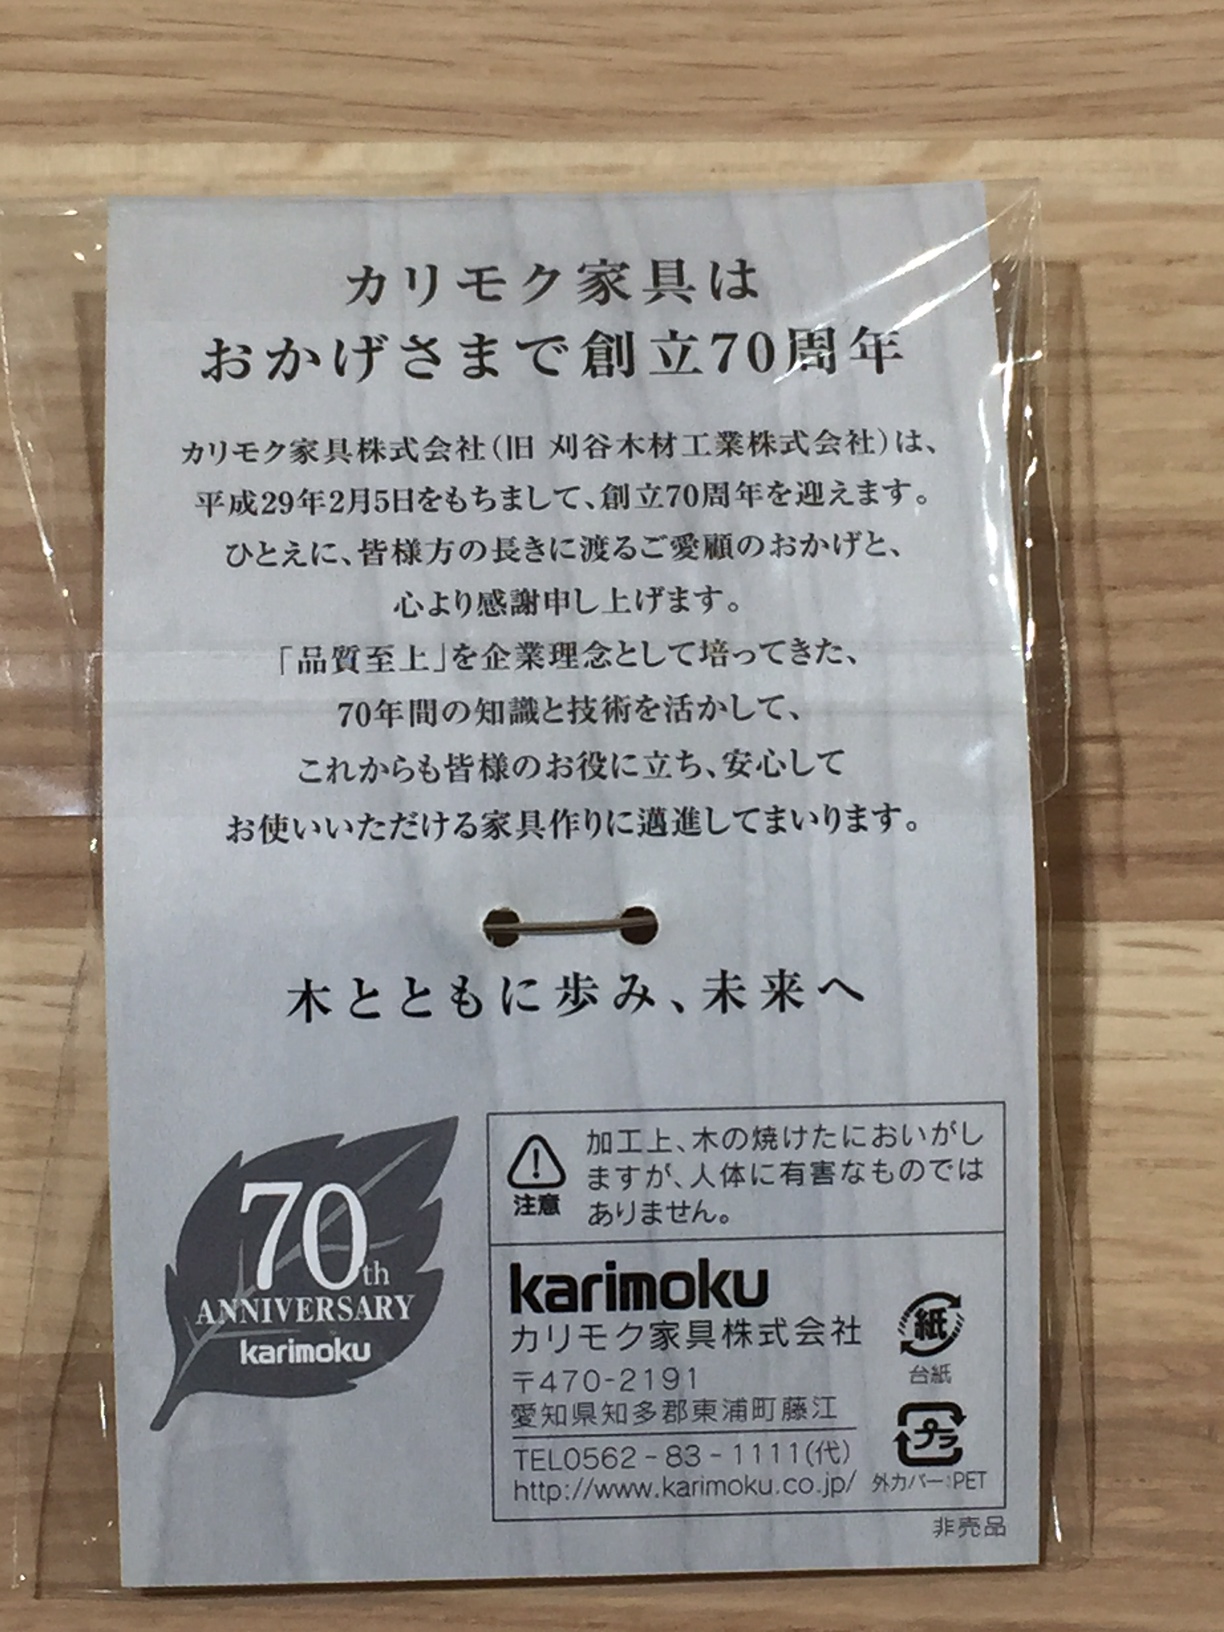 カリモク家具は
おかげさまで創立70周年
カリモク家具株式会社(旧 刈谷木材工業株式会社)は、
平成29年2月5日をもちまして、創立70周年を迎えます。
ひとえに、皆様方の長きに渡るご愛顧のおかげと、
心より感謝申し上げます。
「品質至上」を企業理念として培ってきた、
70年間の知識と技術を活かして、
これからも皆様のお役に立ち、安心して
お使いいただける家具作りに邁進してまいります。
木とともに歩み、未来へ
70th
ANNIVERSARY
karimoku
注意
加工上、木の焼けたにおいがし
ますが、人体に有害なものでは
ありません。
karimoku
カリモク家具株式会社
〒470-2191
愛知県知多郡東浦町藤江
TEL0562-83-1111(代)
http://www.karimoku.co.jp/
紙
台紙
プラ
外カバー:PET
非売品